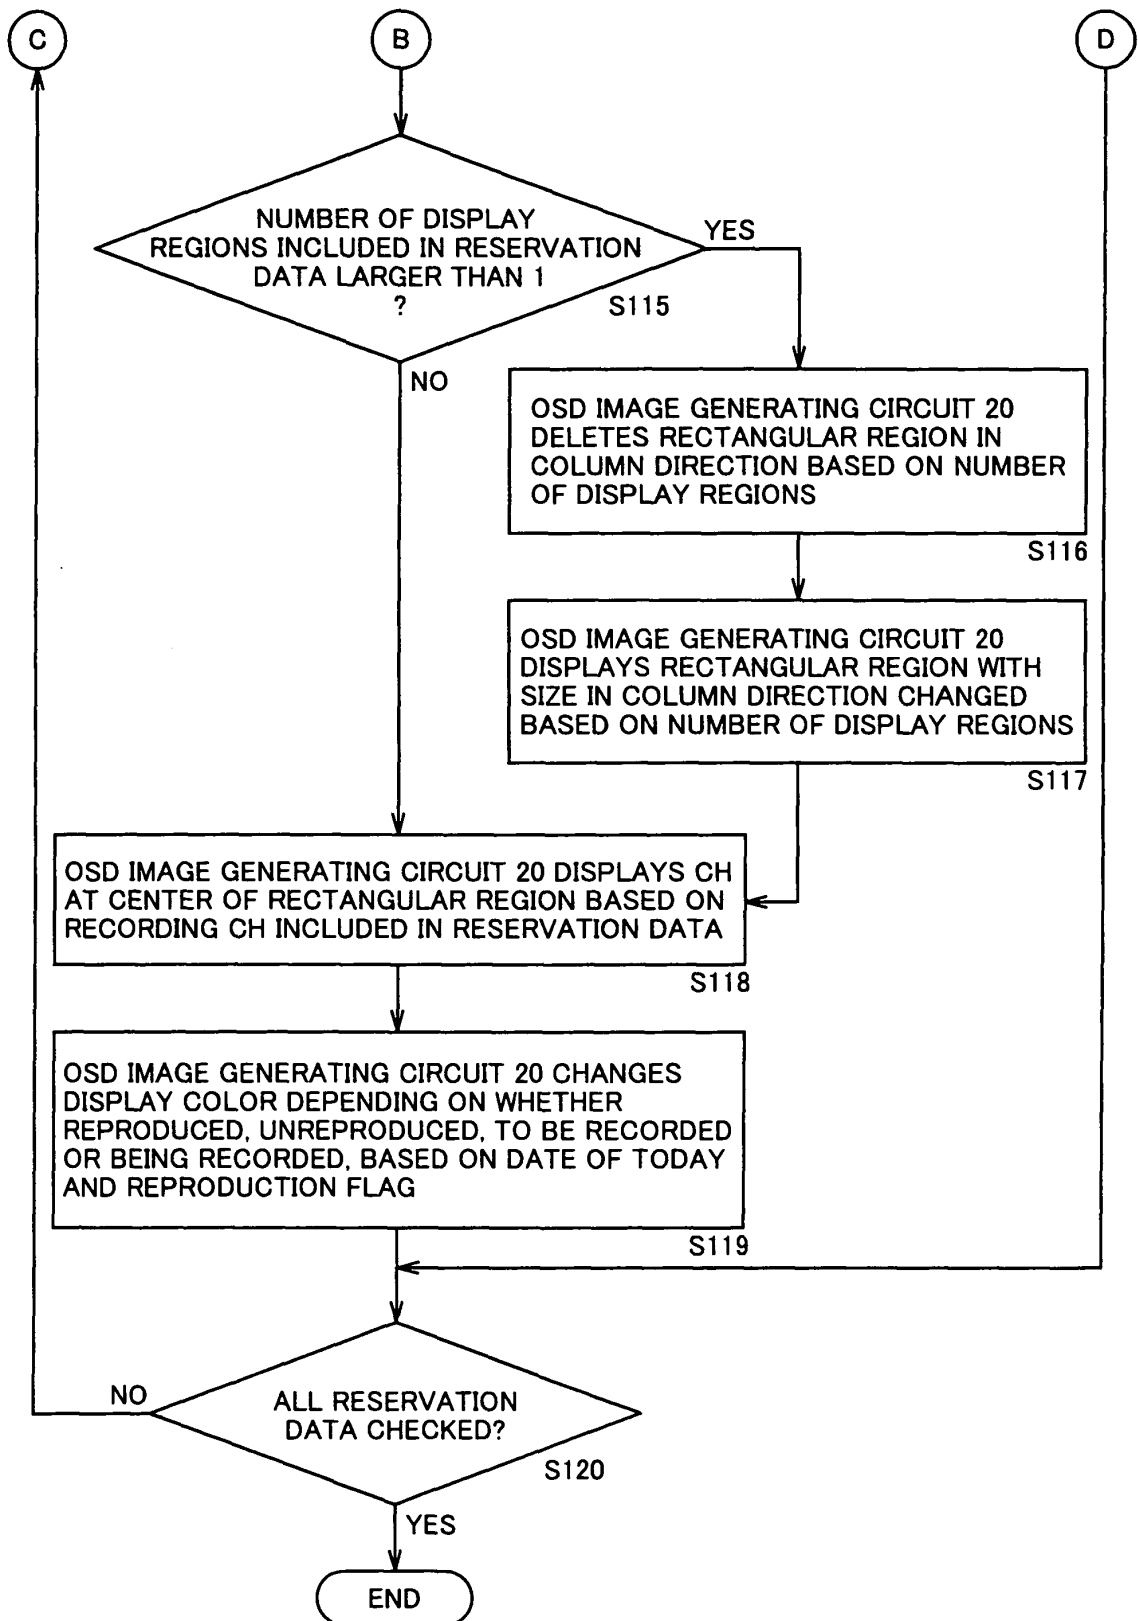 C
B
D
NUMBER OF DISPLAY
REGIONS INCLUDED IN RESERVATION
DATA LARGER THAN 1
?
S115
YES
NO
OSD IMAGE GENERATING CIRCUIT 20
DELETES RECTANGULAR REGION IN
COLUMN DIRECTION BASED ON NUMBER
OF DISPLAY REGIONS
S116
OSD IMAGE GENERATING CIRCUIT 20
DISPLAYS RECTANGULAR REGION WITH
SIZE IN COLUMN DIRECTION CHANGED
BASED ON NUMBER OF DISPLAY REGIONS
S117
OSD IMAGE GENERATING CIRCUIT 20 DISPLAYS CH
AT CENTER OF RECTANGULAR REGION BASED ON
RECORDING CH INCLUDED IN RESERVATION DATA
S118
OSD IMAGE GENERATING CIRCUIT 20 CHANGES
DISPLAY COLOR DEPENDING ON WHETHER
REPRODUCED, UNREPRODUCED, TO BE RECORDED
OR BEING RECORDED, BASED ON DATE OF TODAY
AND REPRODUCTION FLAG
S119
NO
ALL RESERVATION
DATA CHECKED?
S120
YES
END